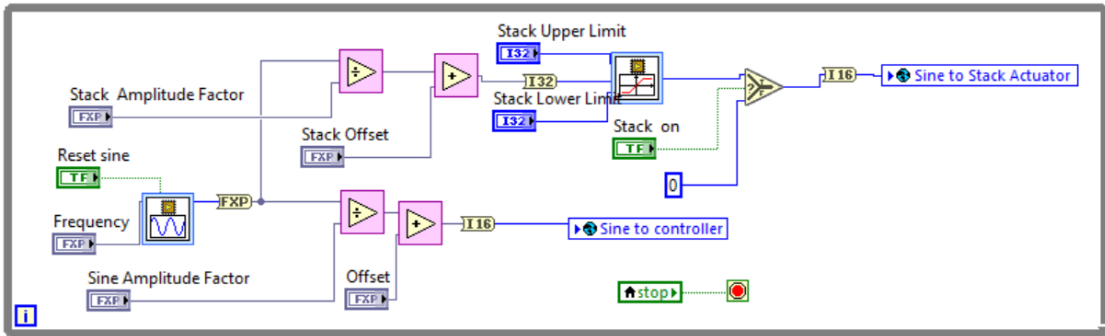 Stack Upper Limit
I32
Stack Amplitude Factor
FXP
I32
I16
Sine to Stack Actuator
Stack Lower Limit
I32
Stack Offset
FXP
Stack on
TF
Reset sine
TF
0
FXP
Frequency
FXP
I16
Sine to controller
Sine Amplitude Factor
FXP
Offset
FXP
stop
i